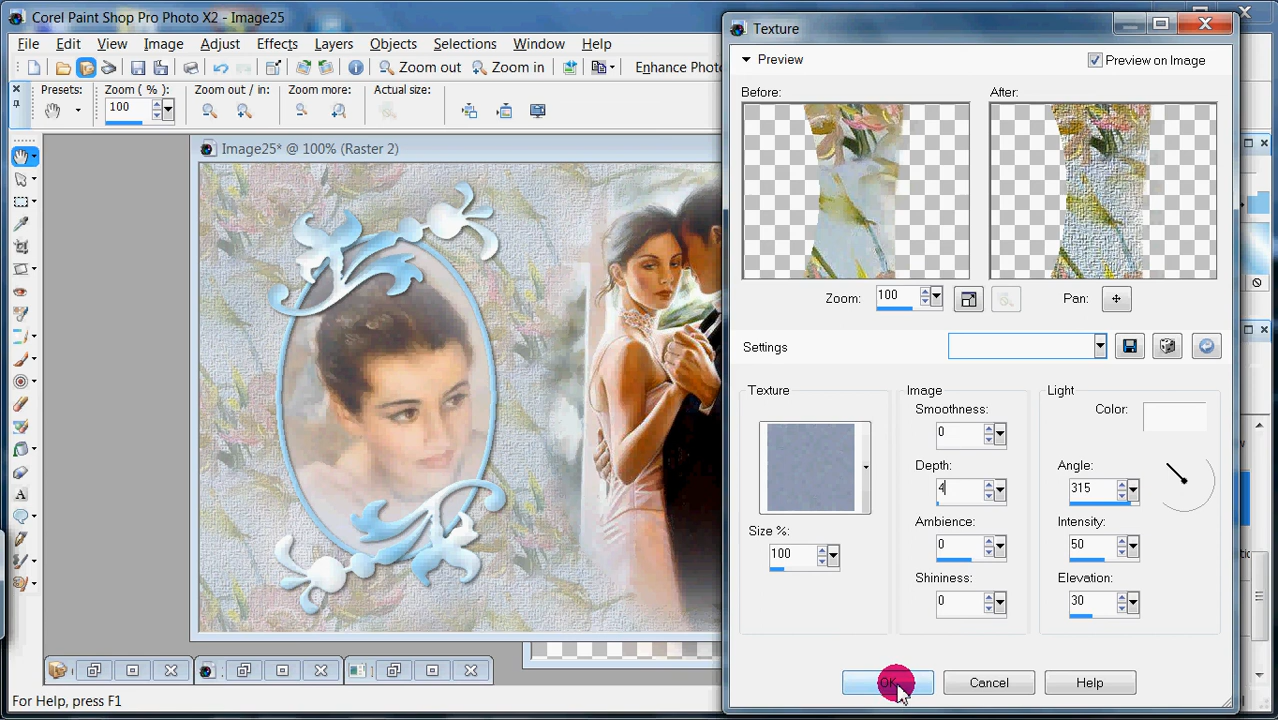 Corel Paint Shop Pro Photo X2 - Image25
File Edit View Image Adjust Effects Layers Objects Selections Window Help
Zoom out Zoom in Enhance Photo
Presets: Zoom ( % ): Zoom out / in: Zoom more: Actual size:
100
Image25* @ 100% (Raster 2)
For Help, press F1
Texture
Preview Preview on Image
Before: After:
Zoom: 100 Pan:
Settings
Texture Image Light
Smoothness: Color:
0
Depth: Angle:
4 315
Size %: Ambience: Intensity:
100 0 50
Shininess: Elevation:
0 30
OK Cancel Help